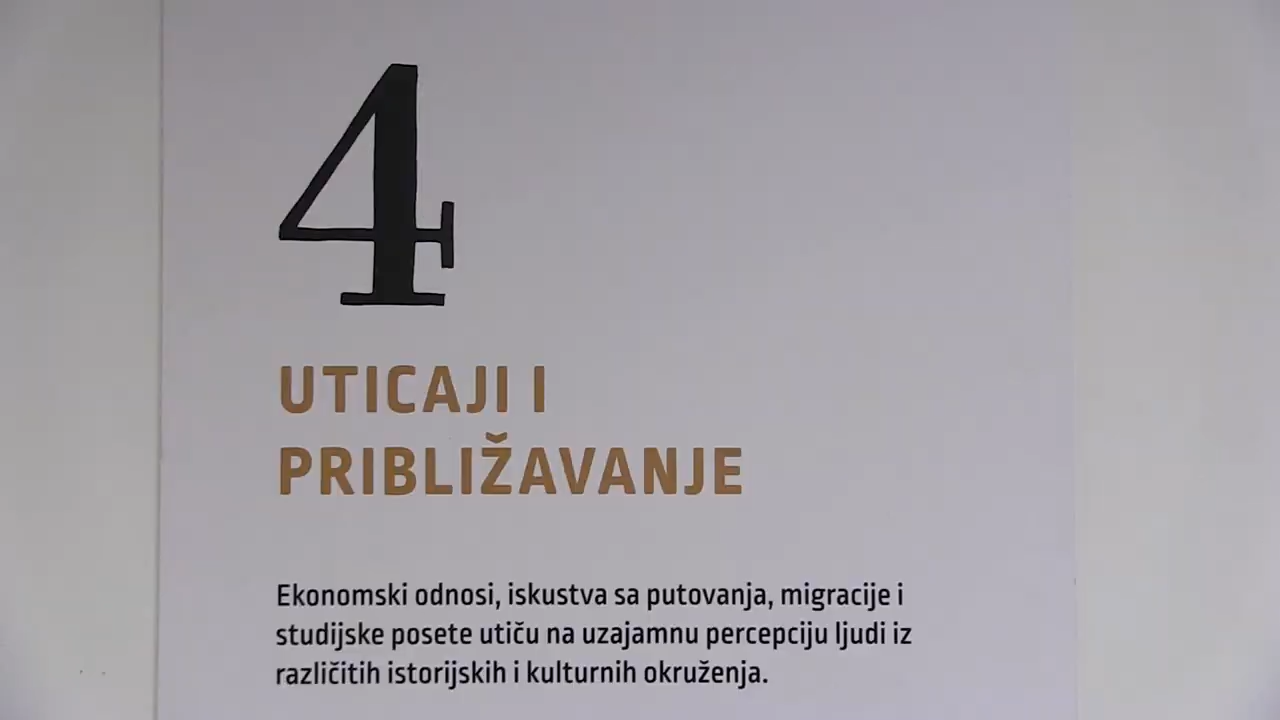 4
UTICAJI I
PRIBLIŽAVANJE
Ekonomski odnosi, iskustva sa putovanja, migracije i
studijske posete utiču na uzajamnu percepciju ljudi iz
različitih istorijskih i kulturnih okruženja.